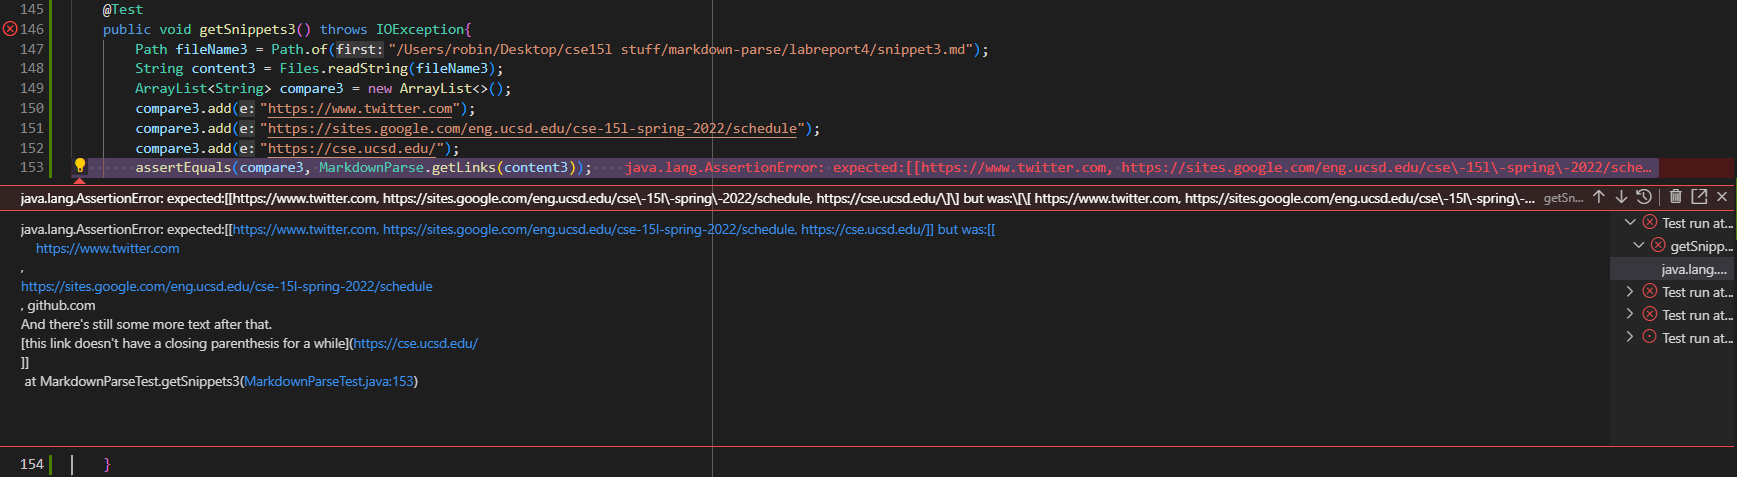 145 @Test
146 public void getSnippets3() throws IOException{
147 Path fileName3 = Path.of(first: "/Users/robin/Desktop/cse15l stuff/markdown-parse/labreport4/snippet3.md");
148 String content3 = Files.readString(fileName3);
149 ArrayList<String> compare3 = new ArrayList<>();
150 compare3.add(e: "https://www.twitter.com");
151 compare3.add(e: "https://sites.google.com/eng.ucsd.edu/cse-15l-spring-2022/schedule");
152 compare3.add(e: "https://cse.ucsd.edu/");
153 assertEquals(compare3, MarkdownParse.getLinks(content3)); java.lang.AssertionError: expected:[[https://www.twitter.com, https://sites.google.com/eng.ucsd.edu/cse\-15l\-spring\-2022/sche…
java.lang.AssertionError: expected:[[https://www.twitter.com, https://sites.google.com/eng.ucsd.edu/cse\-15l\-spring\-2022/schedule, https://cse.ucsd.edu/\]\] but was:\[\[ https://www.twitter.com, https://sites.google.com/eng.ucsd.edu/cse\-15l\-spring\-... getSn...
java.lang.AssertionError: expected:[[https://www.twitter.com, https://sites.google.com/eng.ucsd.edu/cse-15l-spring-2022/schedule, https://cse.ucsd.edu/]] but was:[[
https://www.twitter.com
,
https://sites.google.com/eng.ucsd.edu/cse-15l-spring-2022/schedule
, github.com
And there's still some more text after that.
[this link doesn't have a closing parenthesis for a while](https://cse.ucsd.edu/
]]
at MarkdownParseTest.getSnippets3(MarkdownParseTest.java:153)
Test run at...
getSnipp...
java.lang....
Test run at...
Test run at...
Test run at...
154 }